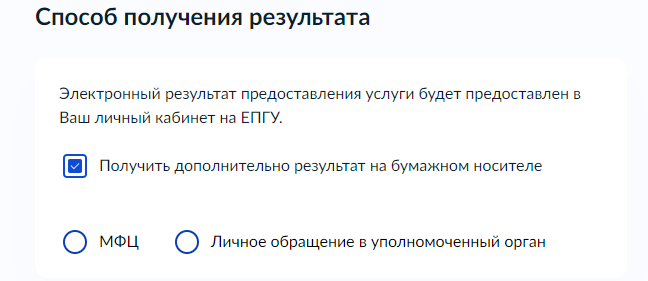 Способ получения результата
Электронный результат предоставления услуги будет предоставлен в
Ваш личный кабинет на ЕПГУ.
Получить дополнительно результат на бумажном носителе
МФЦ
Личное обращение в уполномоченный орган